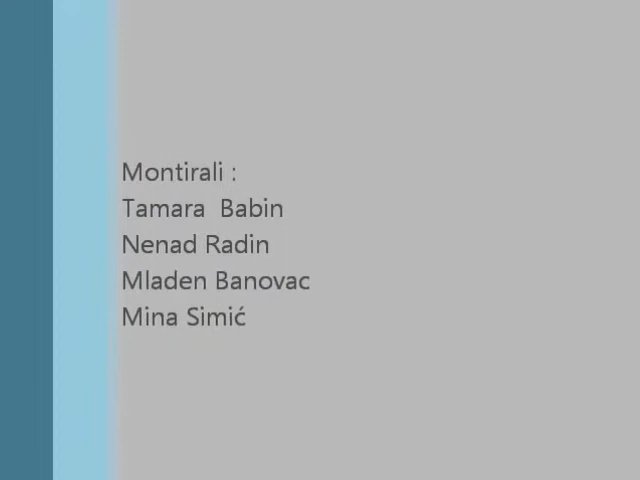 Montirali :
Tamara  Babin
Nenad Radin
Mladen Banovac
Mina Simić